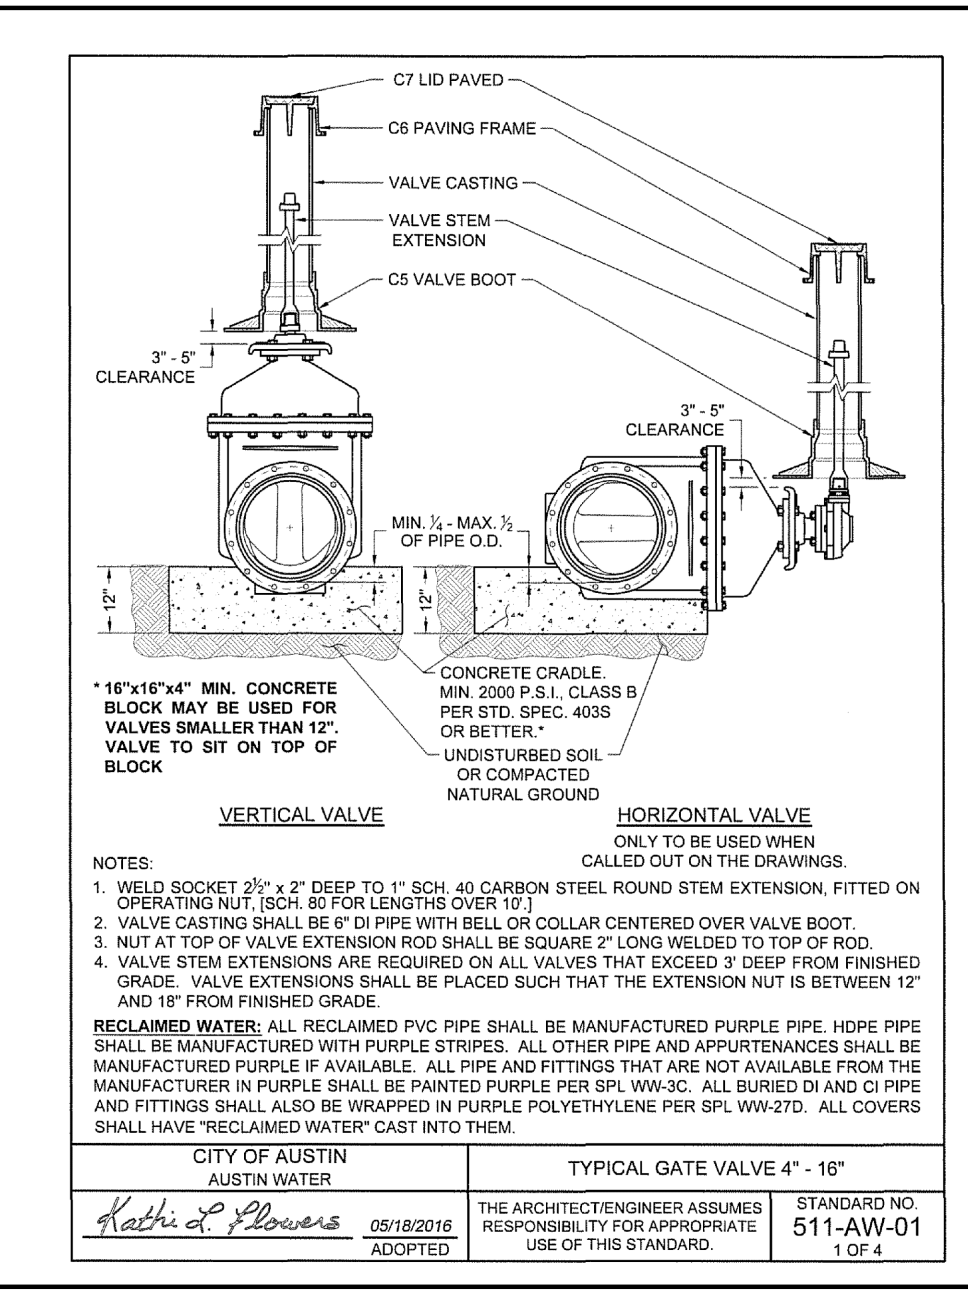 C7 LID PAVED
C6 PAVING FRAME
VALVE CASTING
VALVE STEM
EXTENSION
C5 VALVE BOOT
3" - 5"
CLEARANCE
3" - 5"
CLEARANCE
MIN. ¼ - MAX. ½
OF PIPE O.D.
12"
12"
CONCRETE CRADLE.
MIN. 2000 P.S.I., CLASS B
PER STD. SPEC. 403S
OR BETTER.*
* 16"x16"x4" MIN. CONCRETE
BLOCK MAY BE USED FOR
VALVES SMALLER THAN 12".
VALVE TO SIT ON TOP OF
BLOCK
UNDISTURBED SOIL
OR COMPACTED
NATURAL GROUND
VERTICAL VALVE
HORIZONTAL VALVE
ONLY TO BE USED WHEN
CALLED OUT ON THE DRAWINGS.
NOTES:
1. WELD SOCKET 2½" x 2" DEEP TO 1" SCH. 40 CARBON STEEL ROUND STEM EXTENSION, FITTED ON
OPERATING NUT, [SCH. 80 FOR LENGTHS OVER 10'.]
2. VALVE CASTING SHALL BE 6" DI PIPE WITH BELL OR COLLAR CENTERED OVER VALVE BOOT.
3. NUT AT TOP OF VALVE EXTENSION ROD SHALL BE SQUARE 2" LONG WELDED TO TOP OF ROD.
4. VALVE STEM EXTENSIONS ARE REQUIRED ON ALL VALVES THAT EXCEED 3' DEEP FROM FINISHED
GRADE. VALVE EXTENSIONS SHALL BE PLACED SUCH THAT THE EXTENSION NUT IS BETWEEN 12"
AND 18" FROM FINISHED GRADE.
RECLAIMED WATER: ALL RECLAIMED PVC PIPE SHALL BE MANUFACTURED PURPLE PIPE. HDPE PIPE
SHALL BE MANUFACTURED WITH PURPLE STRIPES. ALL OTHER PIPE AND APPURTENANCES SHALL BE
MANUFACTURED PURPLE IF AVAILABLE. ALL PIPE AND FITTINGS THAT ARE NOT AVAILABLE FROM THE
MANUFACTURER IN PURPLE SHALL BE PAINTED PURPLE PER SPL WW-3C. ALL BURIED DI AND CI PIPE
AND FITTINGS SHALL ALSO BE WRAPPED IN PURPLE POLYETHYLENE PER SPL WW-27D. ALL COVERS
SHALL HAVE "RECLAIMED WATER" CAST INTO THEM.
CITY OF AUSTIN
AUSTIN WATER
TYPICAL GATE VALVE 4" - 16"
Kathi L. Flowers
05/18/2016
ADOPTED
THE ARCHITECT/ENGINEER ASSUMES
RESPONSIBILITY FOR APPROPRIATE
USE OF THIS STANDARD.
STANDARD NO.
511-AW-01
1 OF 4